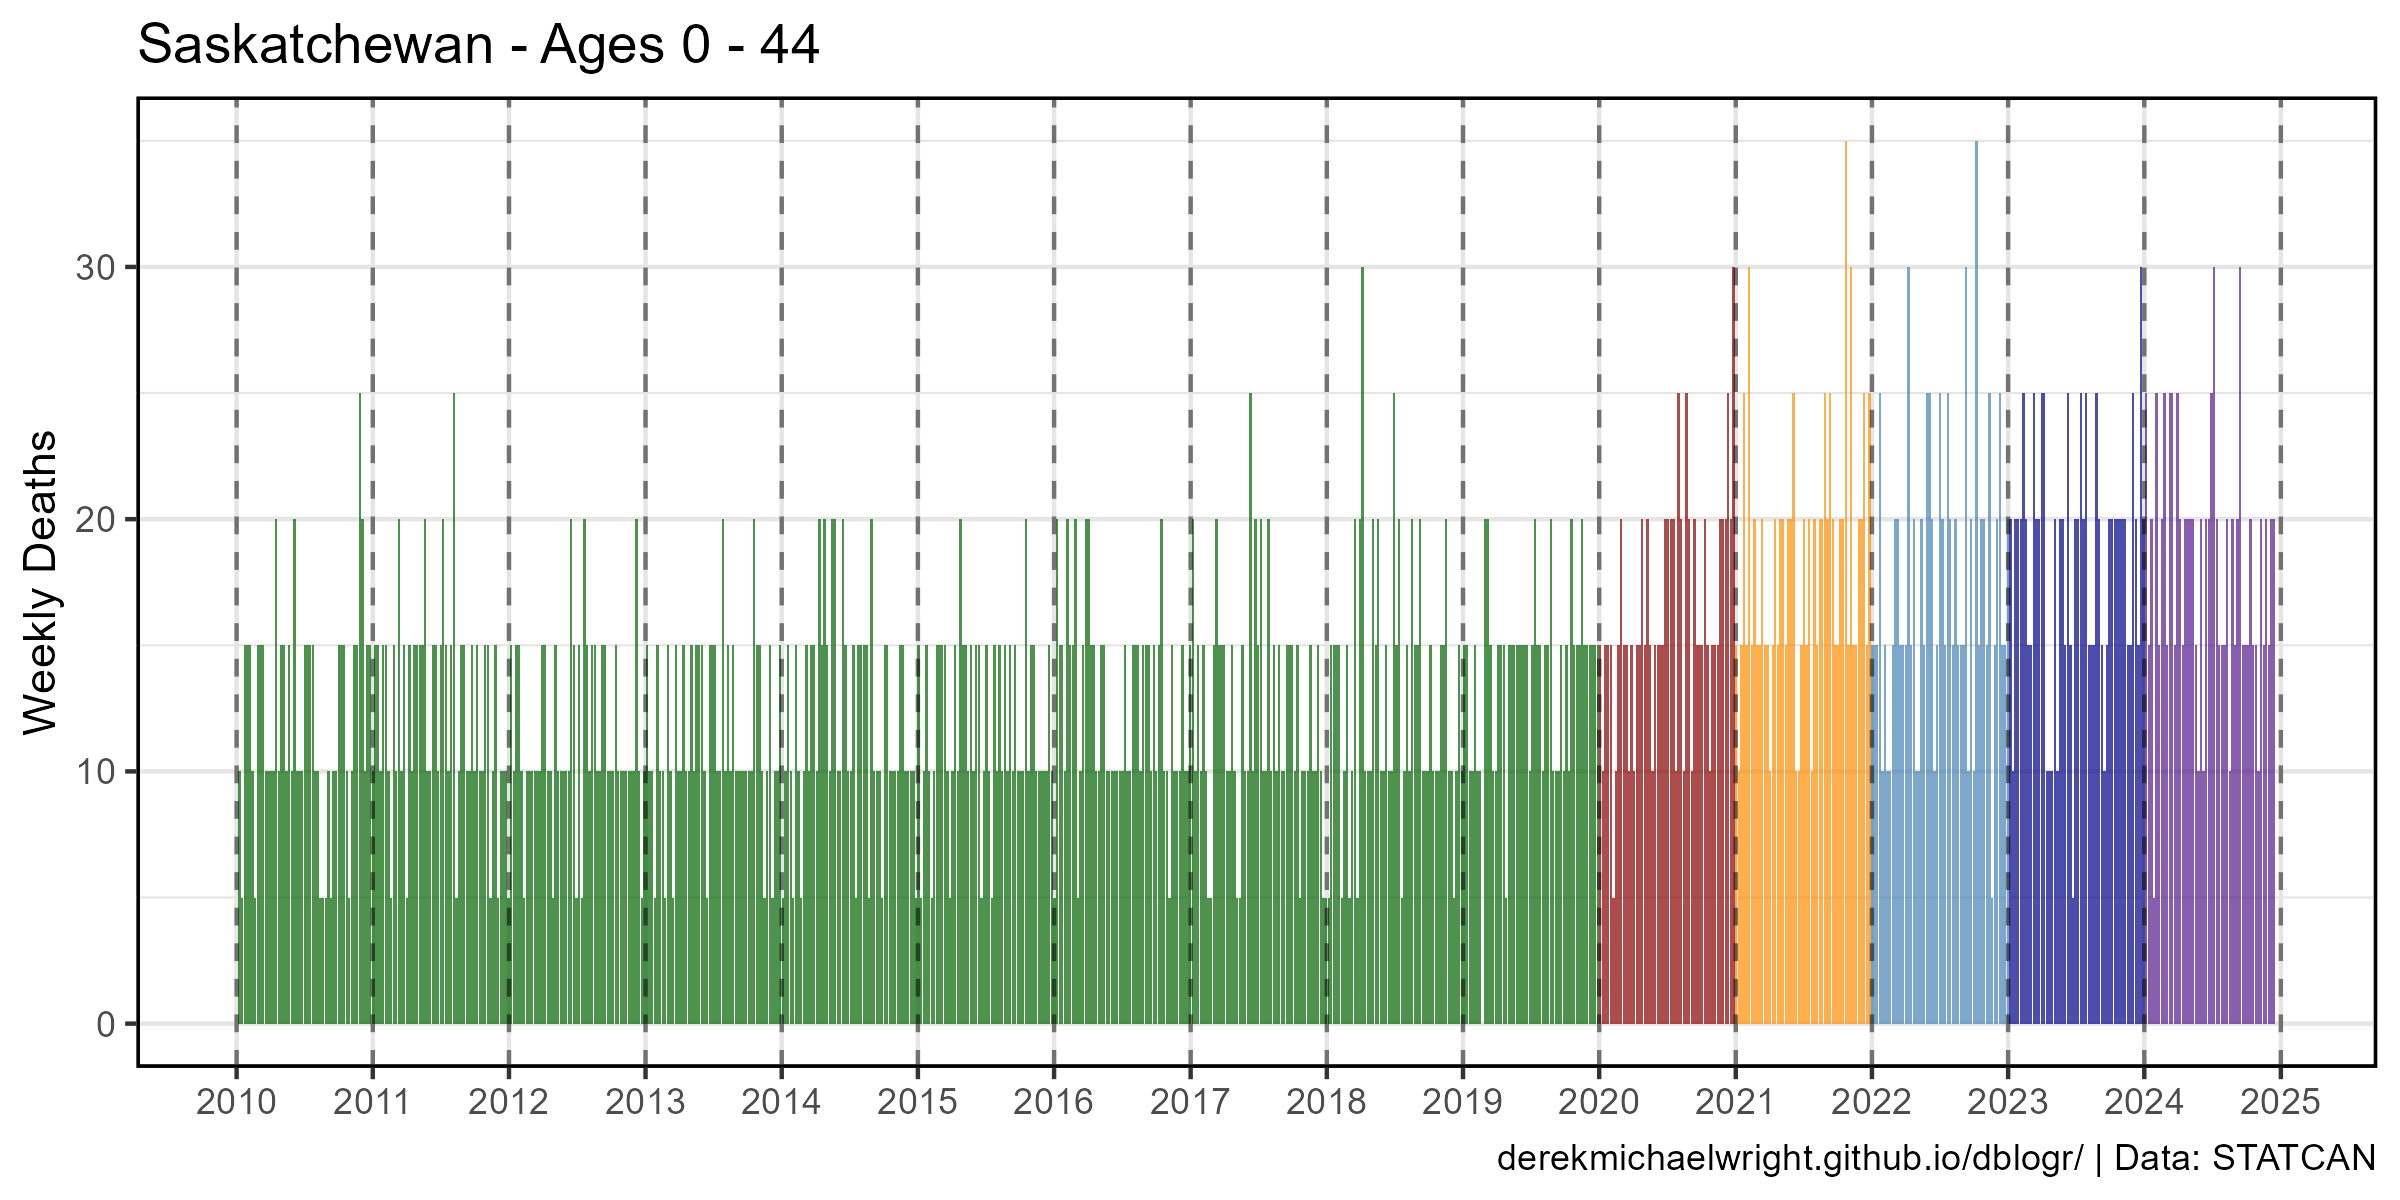 Saskatchewan - Ages 0 - 44
Weekly Deaths
30
20
10
0
2010 2011 2012 2013 2014 2015 2016 2017 2018 2019 2020 2021 2022 2023 2024 2025
derekmichaelwright.github.io/dblogr/ | Data: STATCAN